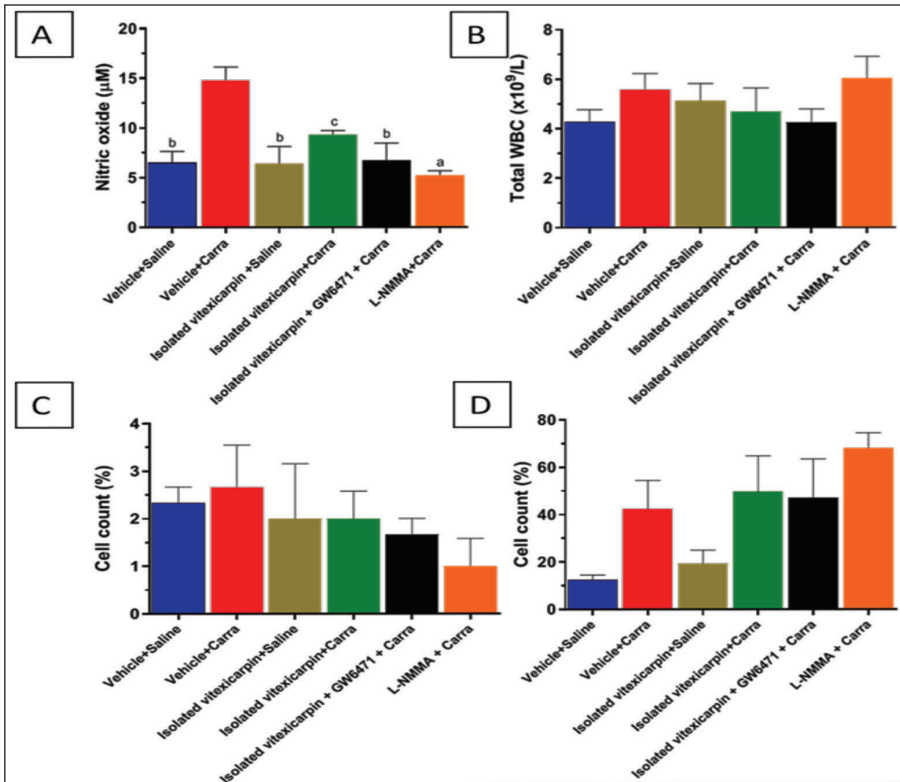 A
Nitric oxide (µM)
20
15
10
5
0
b
b
c
b
a
Vehicle+Saline
Vehicle+Carra
Isolated vitexicarpin +Saline
Isolated vitexicarpin+Carra
Isolated vitexicarpin + GW6471 + Carra
L-NMMA+Carra
B
Total WBC (x10⁹/L)
8
6
4
2
0
Vehicle+Saline
Vehicle+Carra
Isolated vitexicarpin +Saline
Isolated vitexicarpin+Carra
Isolated vitexicarpin + GW6471 + Carra
L-NMMA + Carra
C
Cell count (%)
4
3
2
1
0
Vehicle+Saline
Vehicle+Carra
Isolated vitexicarpin+Saline
Isolated vitexicarpin+Carra
Isolated vitexicarpin + GW6471 + Carra
L-NMMA + Carra
D
Cell count (%)
80
60
40
20
0
Vehicle+Saline
Vehicle+Carra
Isolated vitexicarpin+Saline
Isolated vitexicarpin+Carra
Isolated vitexicarpin + GW6471 + Carra
L-NMMA + Carra